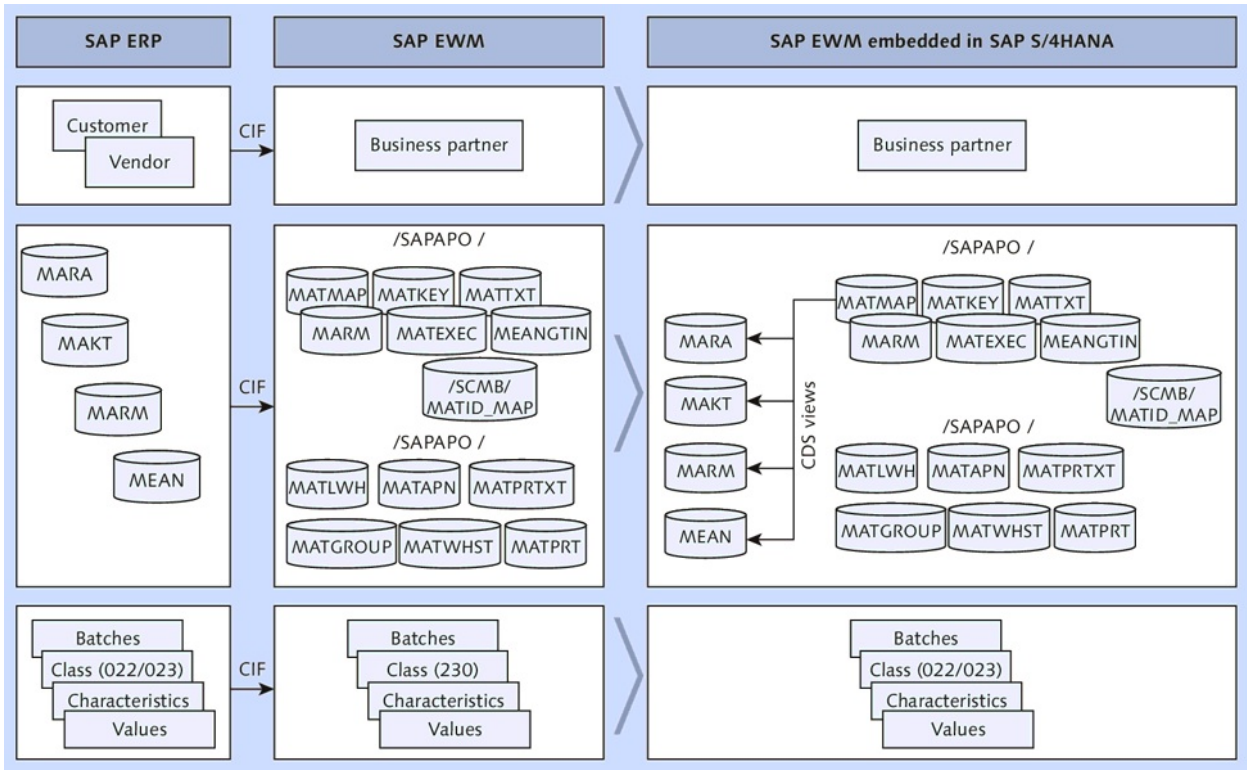 SAP ERP
SAP EWM
SAP EWM embedded in SAP S/4HANA
Customer
Vendor
CIF
Business partner
Business partner
MARA
MAKT
MARM
MEAN
CIF
/SAPAPO /
MATMAP
MATKEY
MATTXT
MARM
MATEXEC
MEANGTIN
/SCMB/
MATID_MAP
/SAPAPO /
MATLWH
MATAPN
MATPRTXT
MATGROUP
MATWHST
MATPRT
MARA
MAKT
MARM
MEAN
CDS views
/SAPAPO /
MATMAP
MATKEY
MATTXT
MARM
MATEXEC
MEANGTIN
/SCMB/
MATID_MAP
/SAPAPO /
MATLWH
MATAPN
MATPRTXT
MATGROUP
MATWHST
MATPRT
Batches
Class (022/023)
Characteristics
Values
CIF
Batches
Class (230)
Characteristics
Values
Batches
Class (022/023)
Characteristics
Values